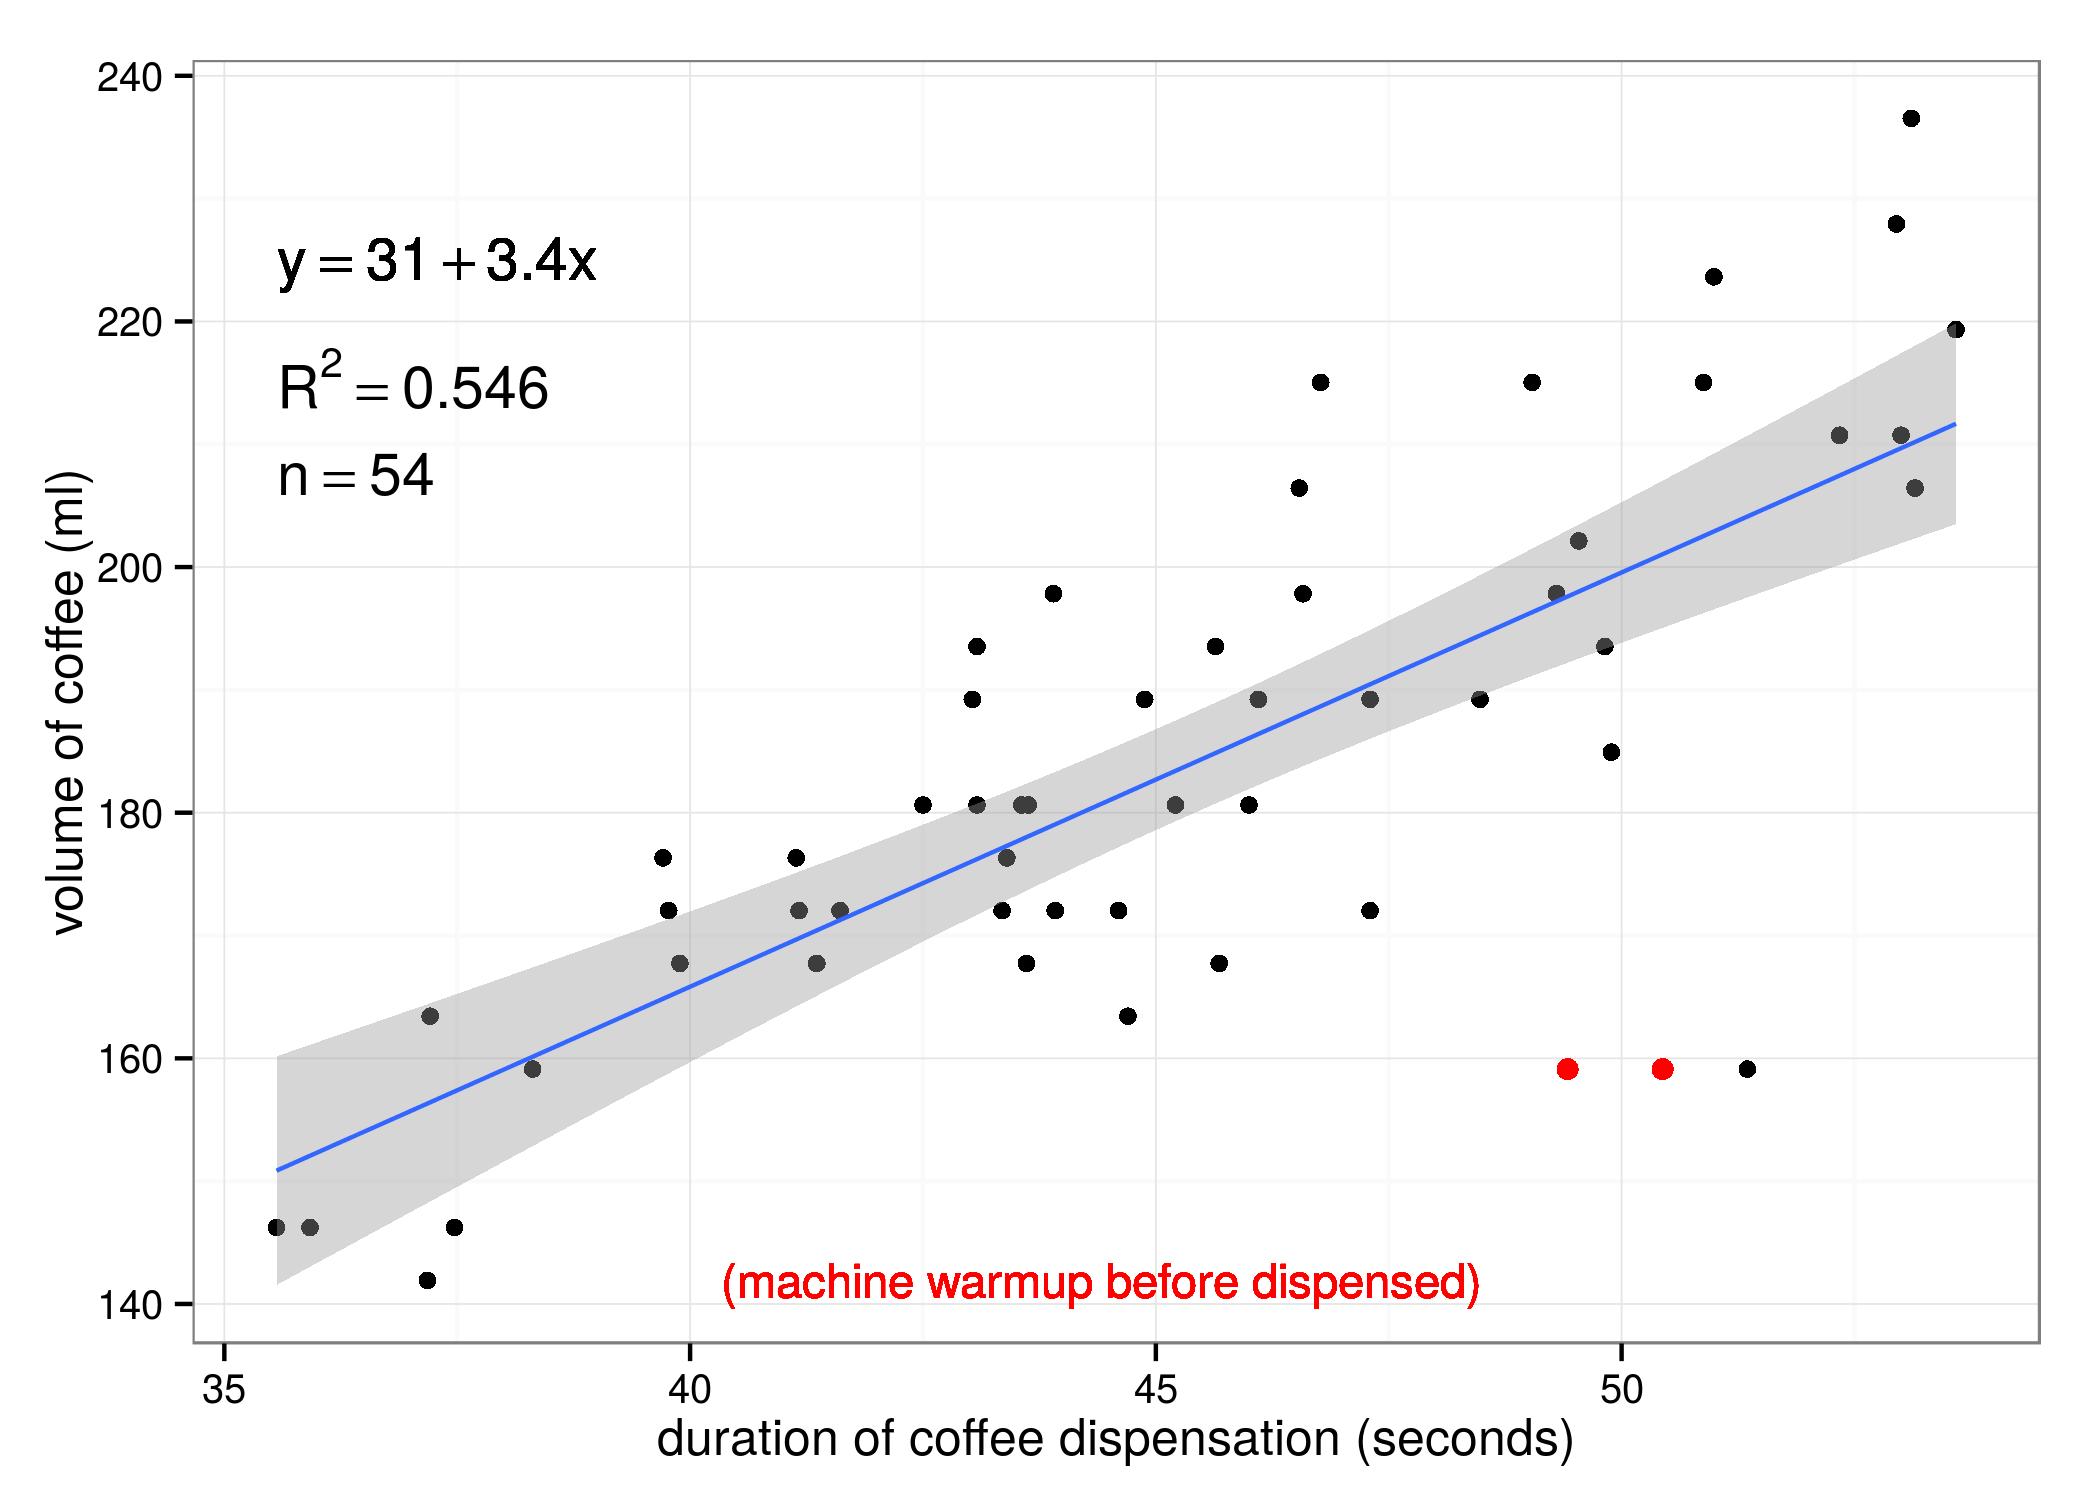 240
220
200
180
160
140
volume of coffee (ml)
y = 31 + 3.4x
R² = 0.546
n = 54
(machine warmup before dispensed)
35 40 45 50
duration of coffee dispensation (seconds)